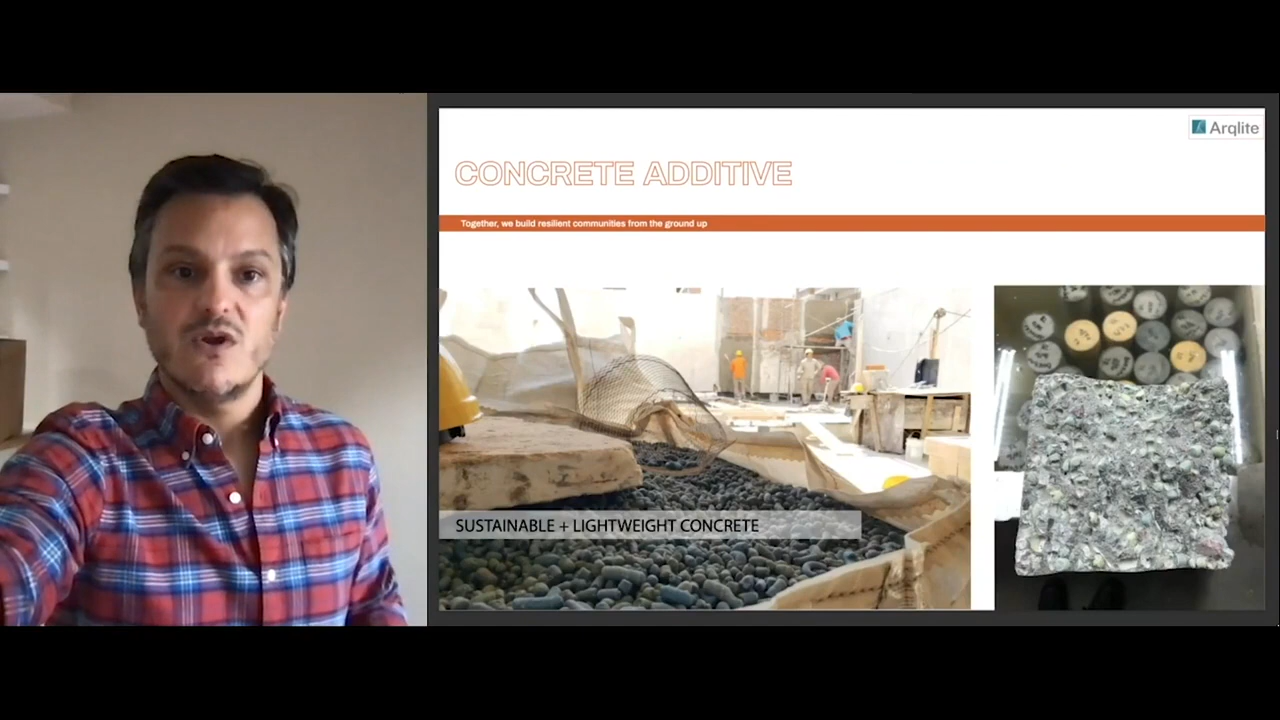 Arqlite
CONCRETE ADDITIVE
Together, we build resilient communities from the ground up
SUSTAINABLE + LIGHTWEIGHT CONCRETE